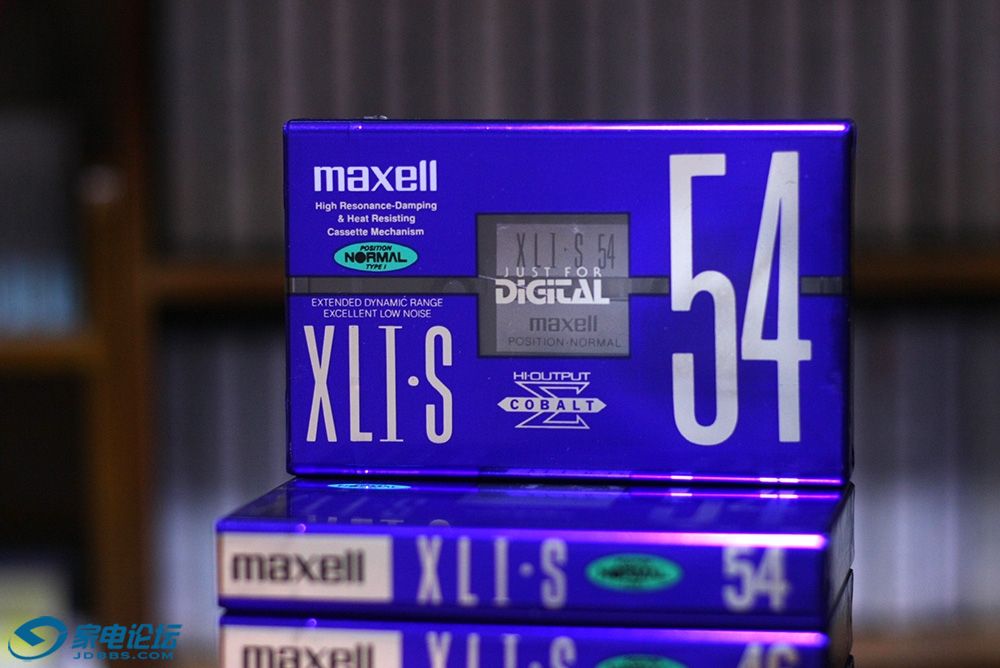 maxell
High Resonance-Damping
& Heat Resisting
Cassette Mechanism
POSITION
NORMAL
TYPE I
EXTENDED DYNAMIC RANGE
EXCELLENT LOW NOISE
XLI·S
XLI·S 54
JUST FOR
DIGITAL
maxell
POSITION·NORMAL
HI·OUTPUT
COBALT
54
maxell XLI·S NORMAL 54
maxell XLI·S 46
家电论坛
JDBBS.COM